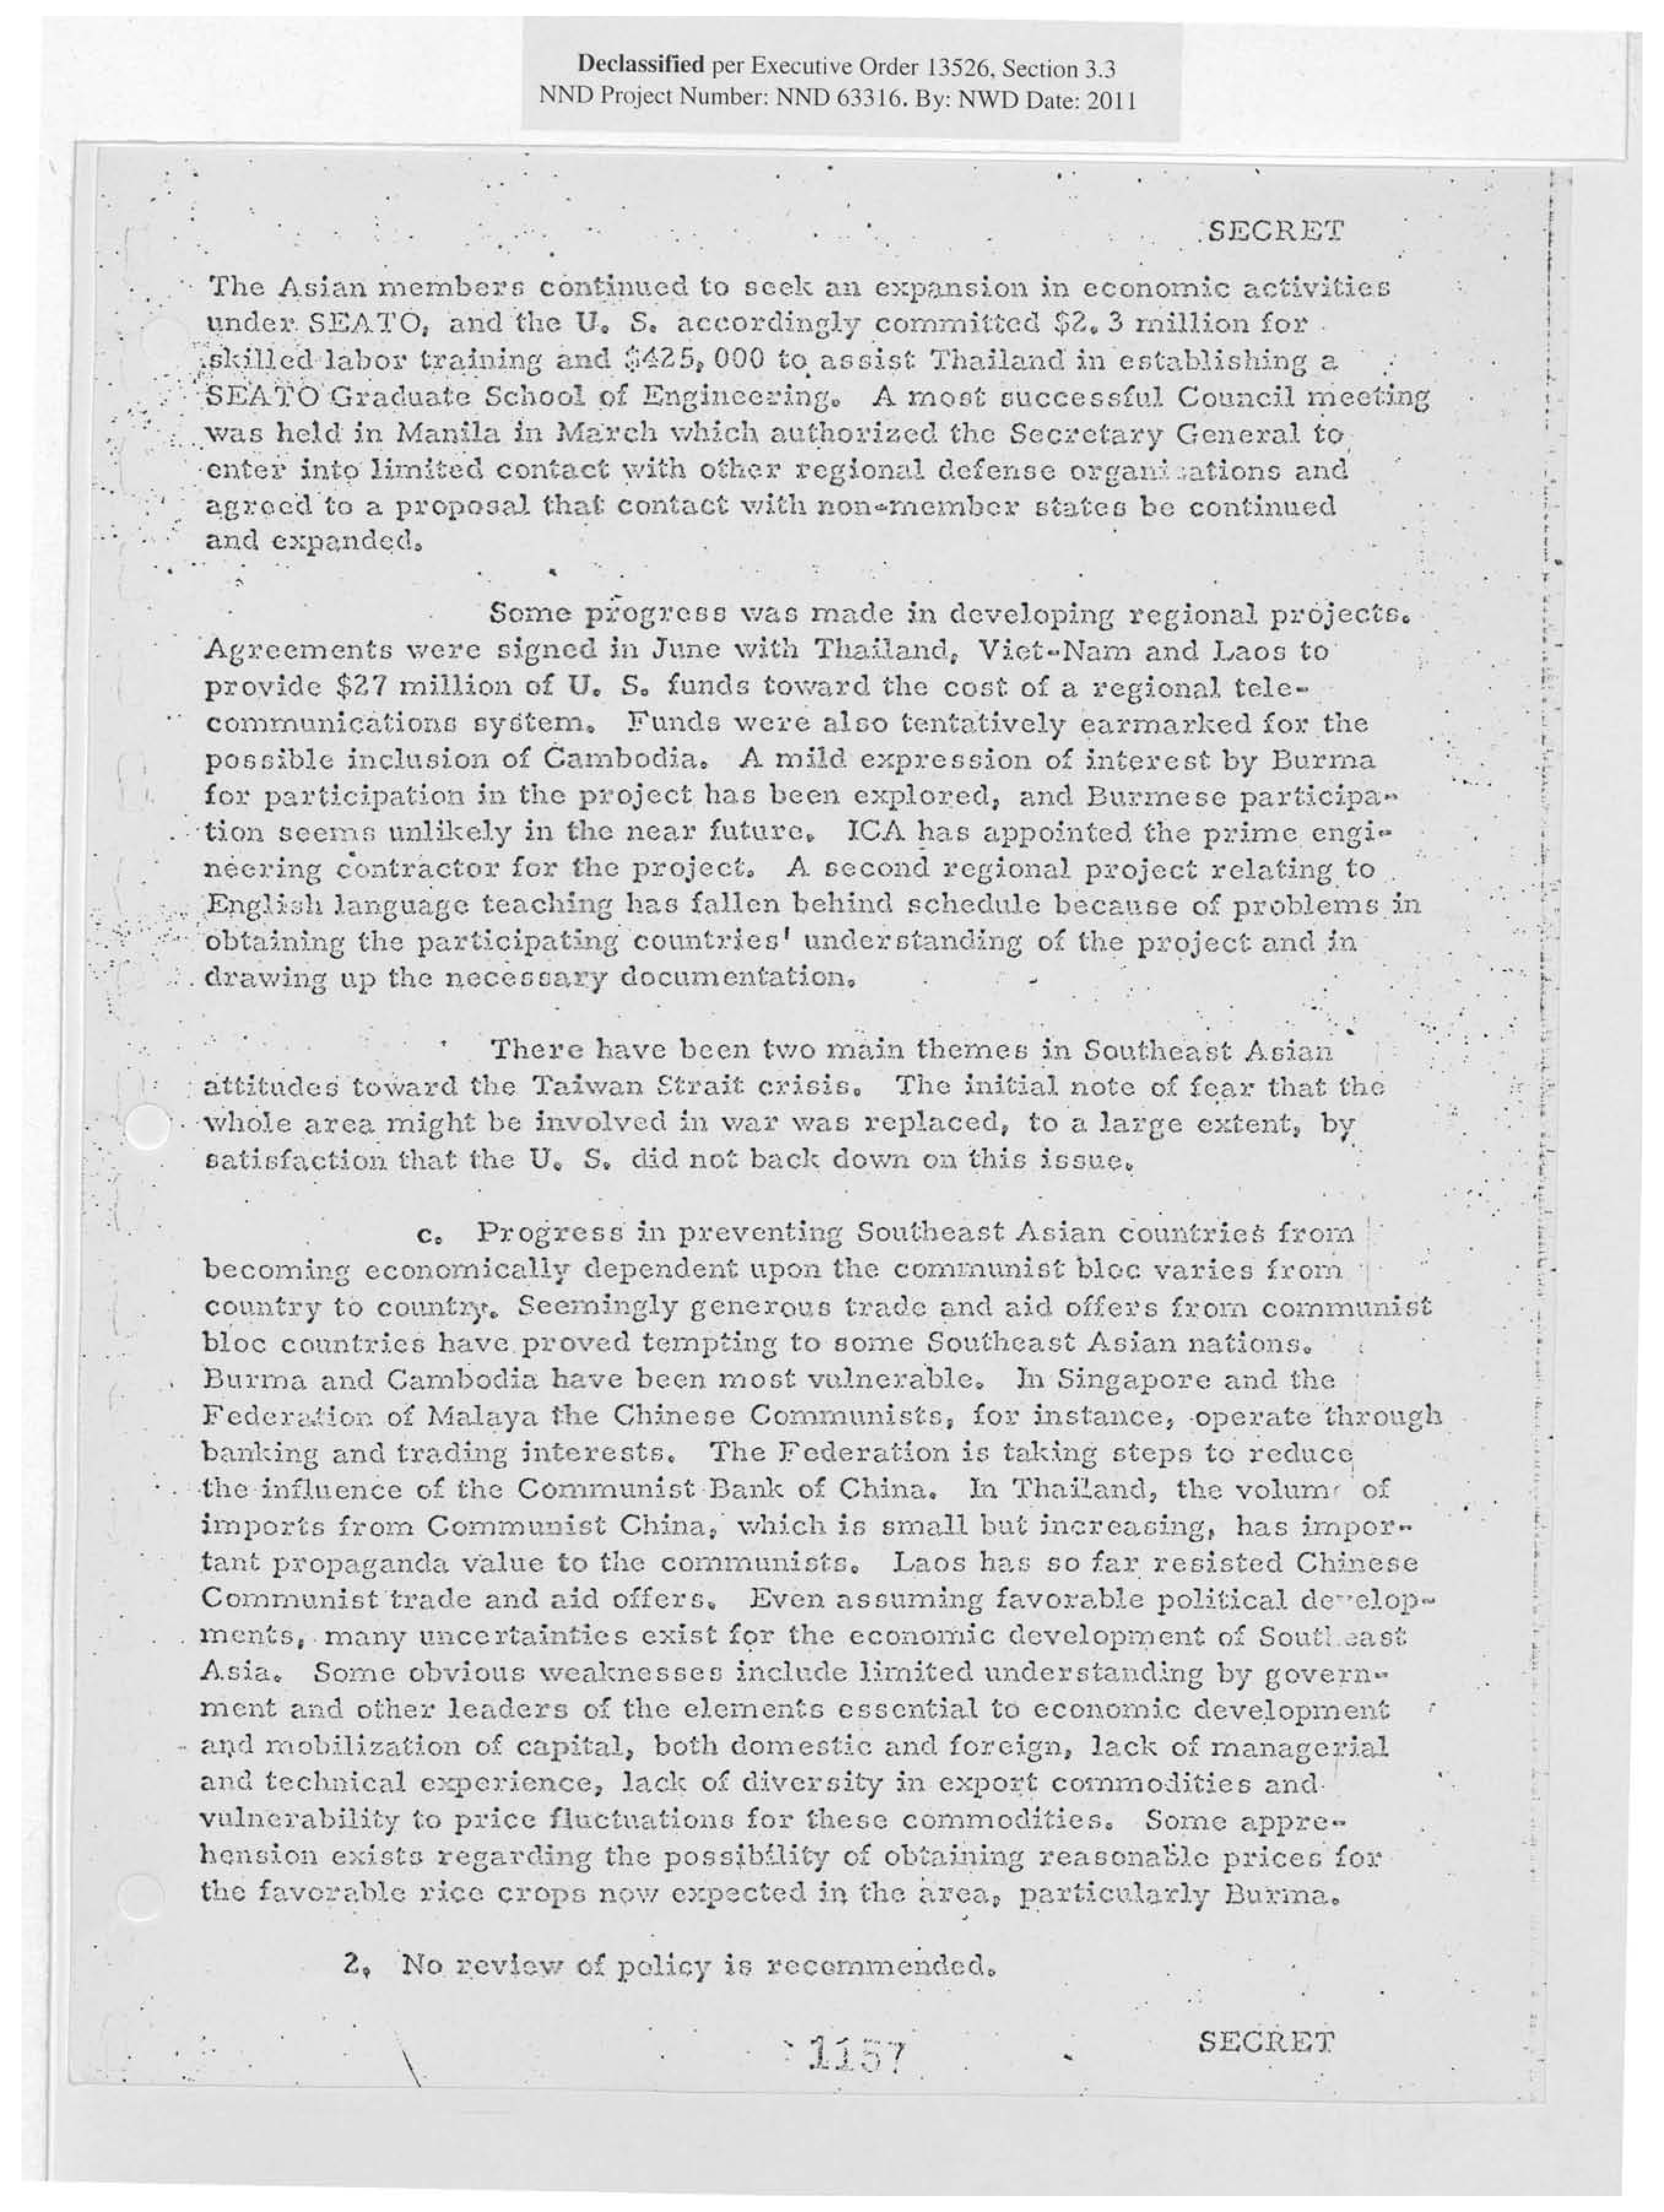 Declassified per Executive Order 13526, Section 3.3
NND Project Number: NND 63316. By: NWD Date: 2011
SECRET
The Asian members continued to seek an expansion in economic activities
under SEATO, and the U. S. accordingly committed $2.3 million for
skilled labor training and $425,000 to assist Thailand in establishing a
SEATO Graduate School of Engineering. A most successful Council meeting
was held in Manila in March which authorized the Secretary General to
enter into limited contact with other regional defense organizations and
agreed to a proposal that contact with non-member states be continued
and expanded.
Some progress was made in developing regional projects.
Agreements were signed in June with Thailand, Viet-Nam and Laos to
provide $27 million of U. S. funds toward the cost of a regional tele-
communications system. Funds were also tentatively earmarked for the
possible inclusion of Cambodia. A mild expression of interest by Burma
for participation in the project has been explored, and Burmese participa-
tion seems unlikely in the near future. ICA has appointed the prime engi-
neering contractor for the project. A second regional project relating to
English language teaching has fallen behind schedule because of problems in
obtaining the participating countries' understanding of the project and in
drawing up the necessary documentation.
There have been two main themes in Southeast Asian
attitudes toward the Taiwan Strait crisis. The initial note of fear that the
whole area might be involved in war was replaced, to a large extent, by
satisfaction that the U. S. did not back down on this issue.
c. Progress in preventing Southeast Asian countries from
becoming economically dependent upon the communist bloc varies from
country to country. Seemingly generous trade and aid offers from communist
bloc countries have proved tempting to some Southeast Asian nations.
Burma and Cambodia have been most vulnerable. In Singapore and the
Federation of Malaya the Chinese Communists, for instance, operate through
banking and trading interests. The Federation is taking steps to reduce
the influence of the Communist Bank of China. In Thailand, the volume of
imports from Communist China, which is small but increasing, has impor-
tant propaganda value to the communists. Laos has so far resisted Chinese
Communist trade and aid offers. Even assuming favorable political develop-
ments, many uncertainties exist for the economic development of Southeast
Asia. Some obvious weaknesses include limited understanding by govern-
ment and other leaders of the elements essential to economic development
and mobilization of capital, both domestic and foreign, lack of managerial
and technical experience, lack of diversity in export commodities and
vulnerability to price fluctuations for these commodities. Some appre-
hension exists regarding the possibility of obtaining reasonable prices for
the favorable rice crops now expected in the area, particularly Burma.
2. No review of policy is recommended.
1157
SECRET